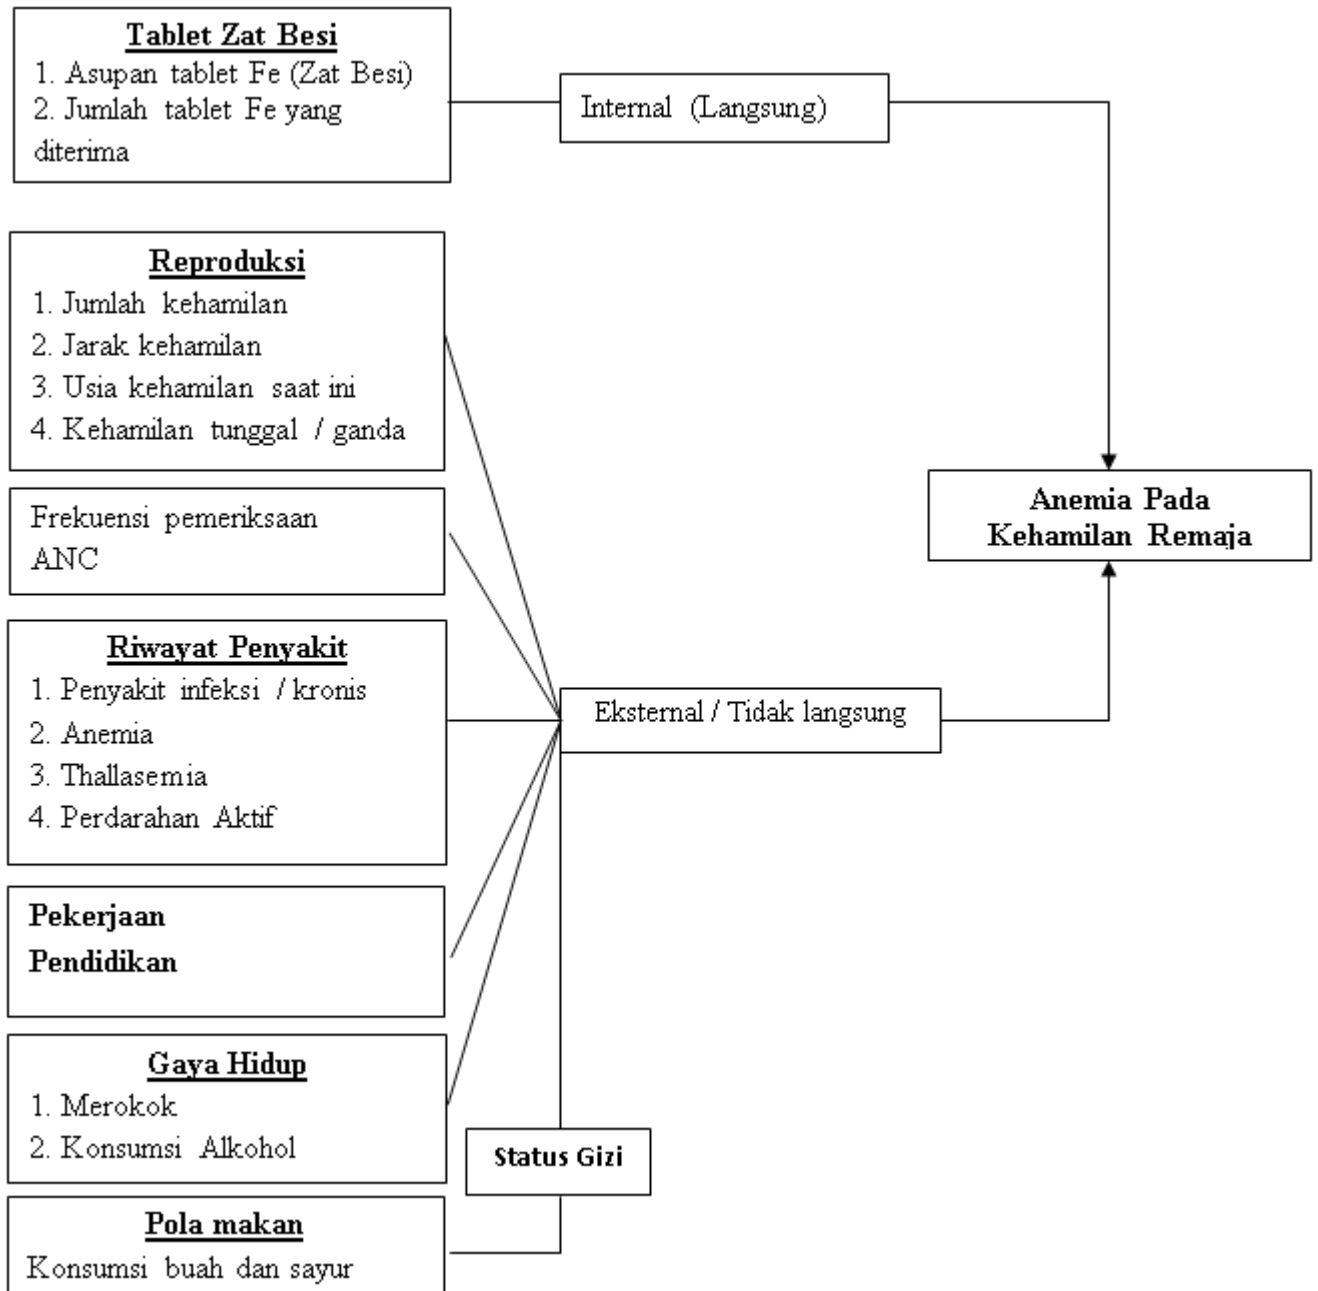 Tablet Zat Besi
1. Asupan tablet Fe (Zat Besi)
2. Jumlah tablet Fe yang
diterima
Internal (Langsung)
Reproduksi
1. Jumlah kehamilan
2. Jarak kehamilan
3. Usia kehamilan saat ini
4. Kehamilan tunggal / ganda
Anemia Pada
Kehamilan Remaja
Frekuensi pemeriksaan
ANC
Riwayat Penyakit
1. Penyakit infeksi / kronis
2. Anemia
3. Thallasemia
4. Perdarahan Aktif
Eksternal / Tidak langsung
Pekerjaan
Pendidikan
Gaya Hidup
1. Merokok
2. Konsumsi Alkohol
Status Gizi
Pola makan
Konsumsi buah dan sayur